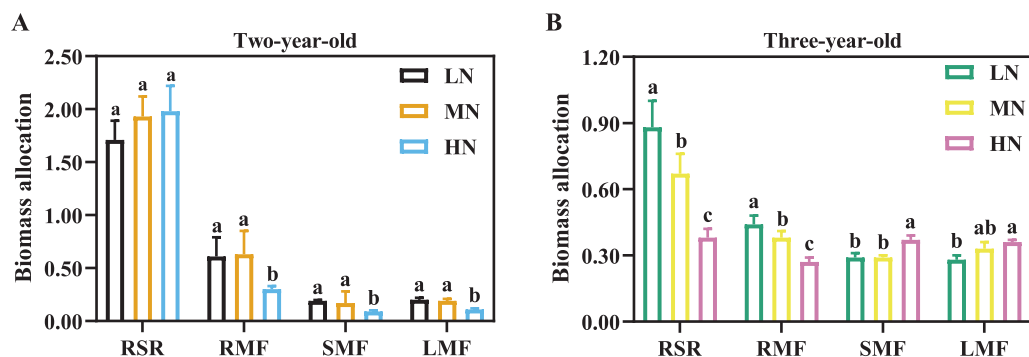 A
Two-year-old
Biomass allocation
2.50
2.00
1.50
1.00
0.50
0.00
LN
MN
HN
a a a
a a b
a a b
a a b
RSR RMF SMF LMF
B
Three-year-old
Biomass allocation
1.20
0.90
0.60
0.30
0.00
LN
MN
HN
a b c
a b c
b b a
b ab a
RSR RMF SMF LMF